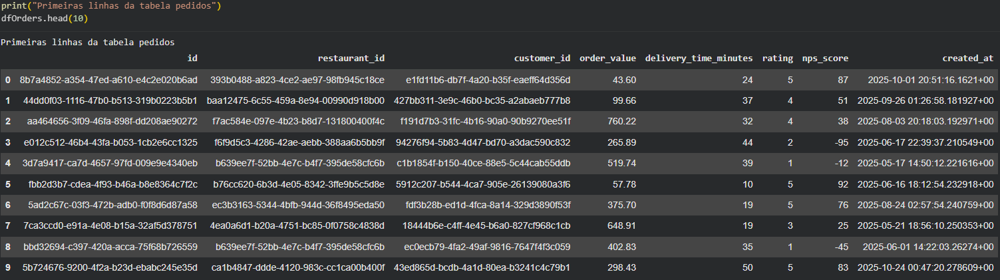 print("Primeiras linhas da tabela pedidos")
dfOrders.head(10)
Primeiras linhas da tabela pedidos
id restaurant_id customer_id order_value delivery_time_minutes rating nps_score created_at
0 8b7a4852-a354-47ed-a610-e4c2e020b6ad 393b0488-a823-4ce2-ae97-98fb945c18ce e1fd11b6-db7f-4a20-b35f-eaeff64d356d 43.60 24 5 87 2025-10-01 20:51:16.1621+00
1 44dd0f03-1116-47b0-b513-319b0223b5b1 baa12475-6c55-459a-8e94-00990d918b00 427bb311-3e9c-46b0-bc35-a2abaeb777b8 99.66 37 4 51 2025-09-26 01:26:58.181927+00
2 aa464656-3f09-46fa-898f-dd208ae90272 f7ac584e-097e-4b23-b8d7-131800400f4c f191d7b3-31fc-4b16-90a0-90b9270ee51f 760.22 32 4 38 2025-08-03 20:18:03.192971+00
3 e012c512-46b4-43fa-b053-1cb2e6cc1325 f6f9d5c3-4286-42ae-aebb-388aa6b5bb9f 94276f94-5b83-4d47-bd70-a3dac590c832 265.89 44 2 -95 2025-06-17 22:39:37.210549+00
4 3d7a9417-ca7d-4657-97fd-009e9e4340eb b639ee7f-52bb-4e7c-b4f7-395de58cfc6b c1b1854f-b150-40ce-88e5-5c44cab55ddb 519.74 39 1 -12 2025-05-17 14:50:12.221616+00
5 fbb2d3b7-cdea-4f93-b46a-b8e8364c7f2c b76cc620-6b3d-4e05-8342-3ffe9b5c5d8e 5912c207-b544-4ca7-905e-26139080a3f6 57.78 10 5 92 2025-06-16 18:12:54.232918+00
6 5ad2c67c-03f3-472b-adb0-f0f8d6d87a58 ec3b3163-5344-4bfb-944d-36f8495eda50 fdf3b28b-ed1d-4fca-8a14-329d3890f53f 375.70 19 5 76 2025-08-24 02:57:54.240759+00
7 7ca3ccd0-e91a-4e08-b15a-32af5d378751 4ea0a6d1-b20a-4751-bc85-0f0758c4838d 18444b6e-c4ff-4e45-b6a0-827cf968c1cb 648.91 19 3 25 2025-05-21 18:56:10.250353+00
8 bbd32694-c397-420a-acca-75f68b726559 b639ee7f-52bb-4e7c-b4f7-395de58cfc6b ec0ecb79-4fa2-49af-9816-7647f4f3c059 402.83 35 1 -45 2025-06-01 14:22:03.26274+00
9 5b724676-9200-4f2a-b23d-ebabc245e35d ca1b4847-ddde-4120-983c-cc1ca00b400f 43ed865d-bcdb-4a1d-80ea-b3241c4c79b1 298.43 50 5 83 2025-10-24 00:47:20.278609+00